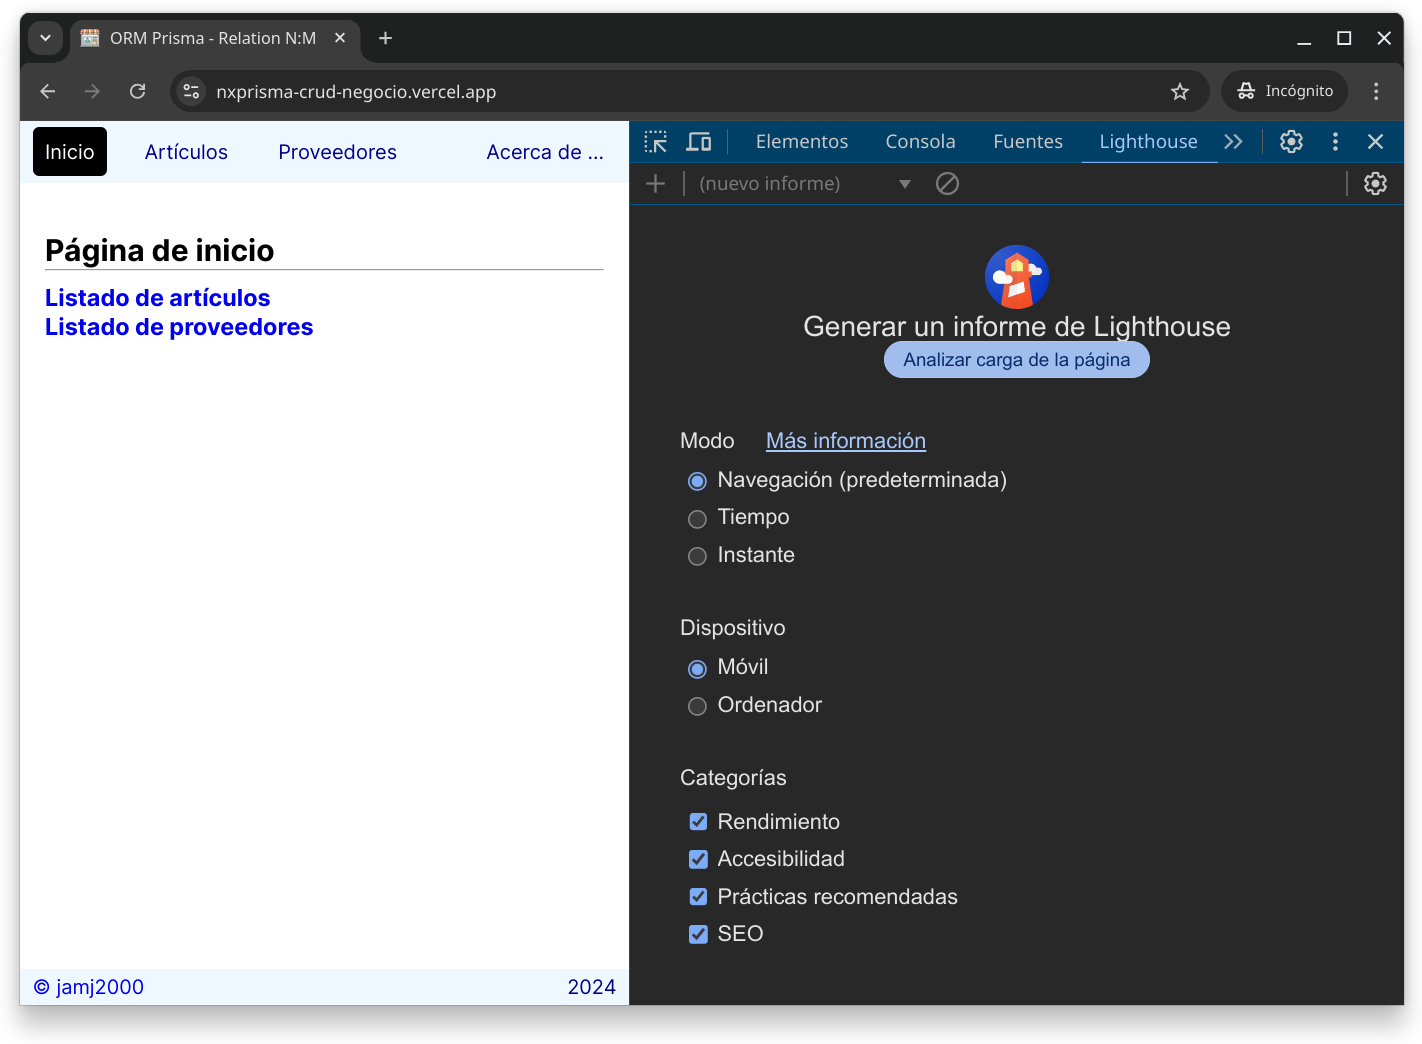 ORM Prisma - Relation N:M
nxprisma-crud-negocio.vercel.app
Incógnito
Inicio
Artículos
Proveedores
Acerca de ...
Página de inicio
Listado de artículos
Listado de proveedores
© jamj2000
2024
Elementos
Consola
Fuentes
Lighthouse
(nuevo informe)
Generar un informe de Lighthouse
Analizar carga de la página
Modo
Más información
Navegación (predeterminada)
Tiempo
Instante
Dispositivo
Móvil
Ordenador
Categorías
Rendimiento
Accesibilidad
Prácticas recomendadas
SEO